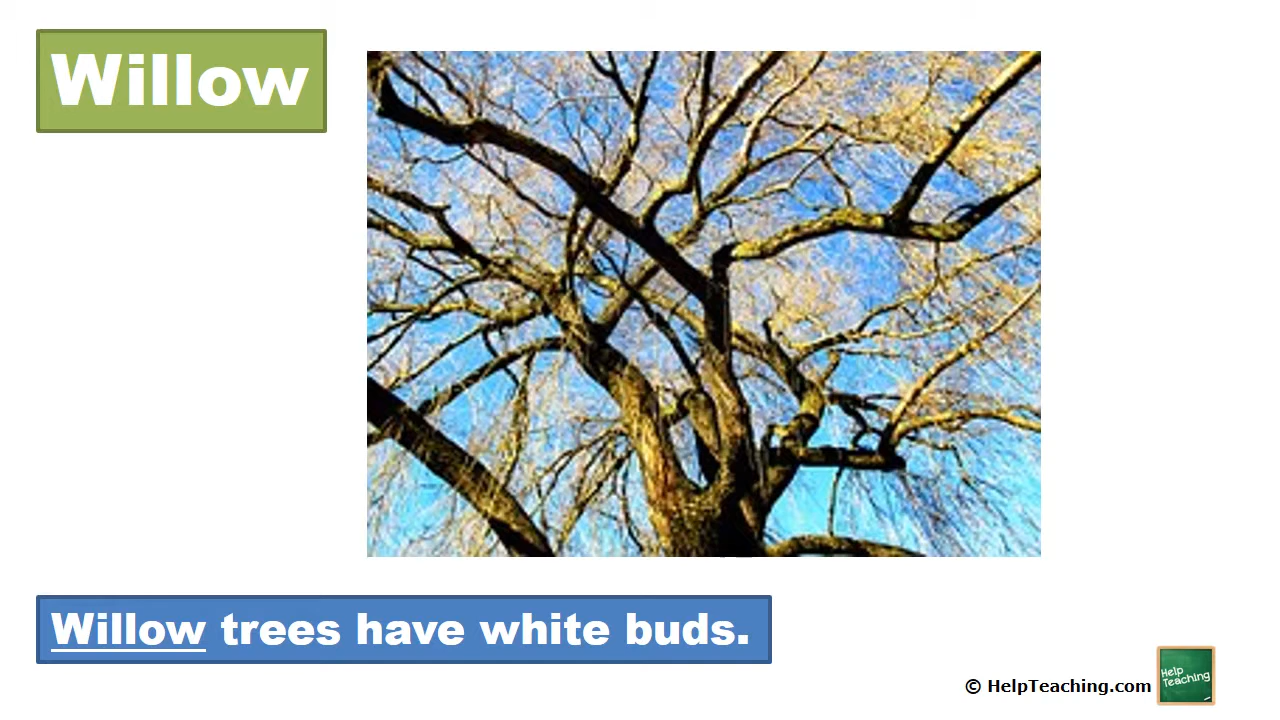 Willow
Willow trees have white buds.
© HelpTeaching.com
Help
Teaching